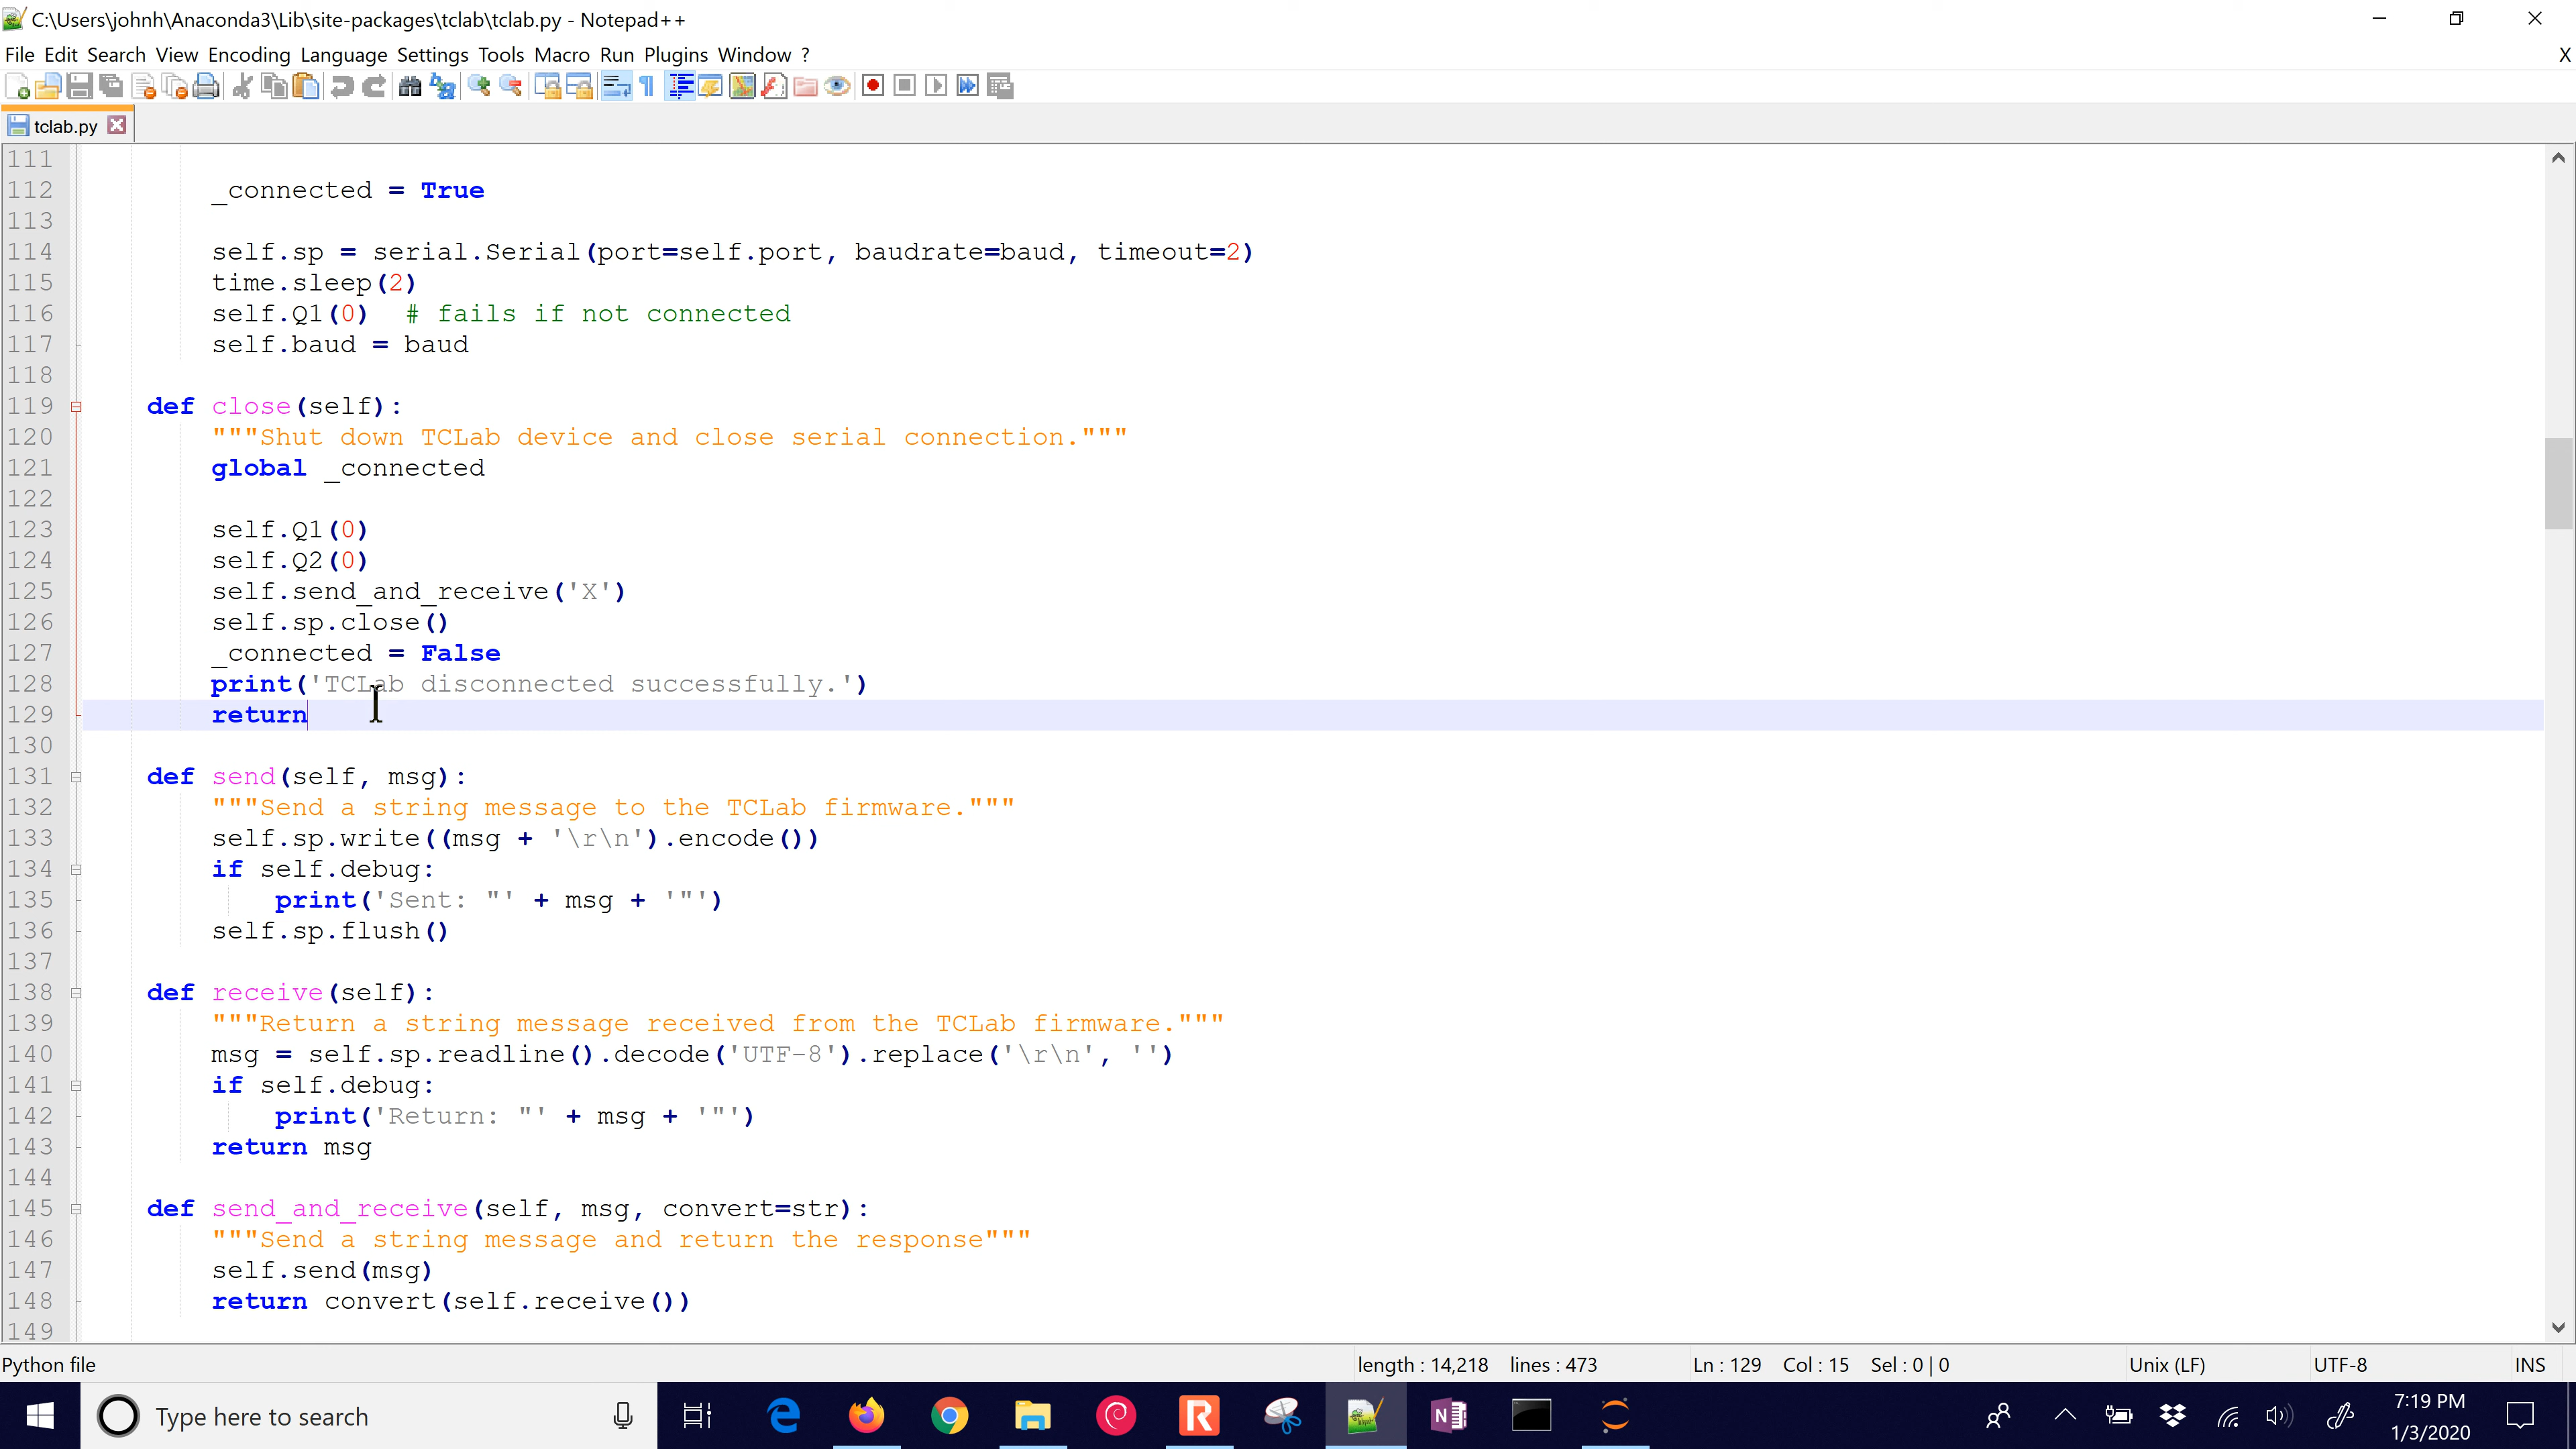 C:\Users\johnh\Anaconda3\Lib\site-packages\tclab\tclab.py - Notepad++
File Edit Search View Encoding Language Settings Tools Macro Run Plugins Window ? X
tclab.py
111
112         _connected = True
113
114         self.sp = serial.Serial(port=self.port, baudrate=baud, timeout=2)
115         time.sleep(2)
116         self.Q1(0)  # fails if not connected
117         self.baud = baud
118
119     def close(self):
120         """Shut down TCLab device and close serial connection."""
121         global _connected
122
123         self.Q1(0)
124         self.Q2(0)
125         self.send_and_receive('X')
126         self.sp.close()
127         _connected = False
128         print('TCLab disconnected successfully.')
129         return
130
131     def send(self, msg):
132         """Send a string message to the TCLab firmware."""
133         self.sp.write((msg + '\r\n').encode())
134         if self.debug:
135             print('Sent: "' + msg + '"')
136         self.sp.flush()
137
138     def receive(self):
139         """Return a string message received from the TCLab firmware."""
140         msg = self.sp.readline().decode('UTF-8').replace('\r\n', '')
141         if self.debug:
142             print('Return: "' + msg + '"')
143         return msg
144
145     def send_and_receive(self, msg, convert=str):
146         """Send a string message and return the response"""
147         self.send(msg)
148         return convert(self.receive())
149
Python file length : 14,218 lines : 473 Ln : 129 Col : 15 Sel : 0 | 0 Unix (LF) UTF-8 INS
Type here to search
7:19 PM
1/3/2020